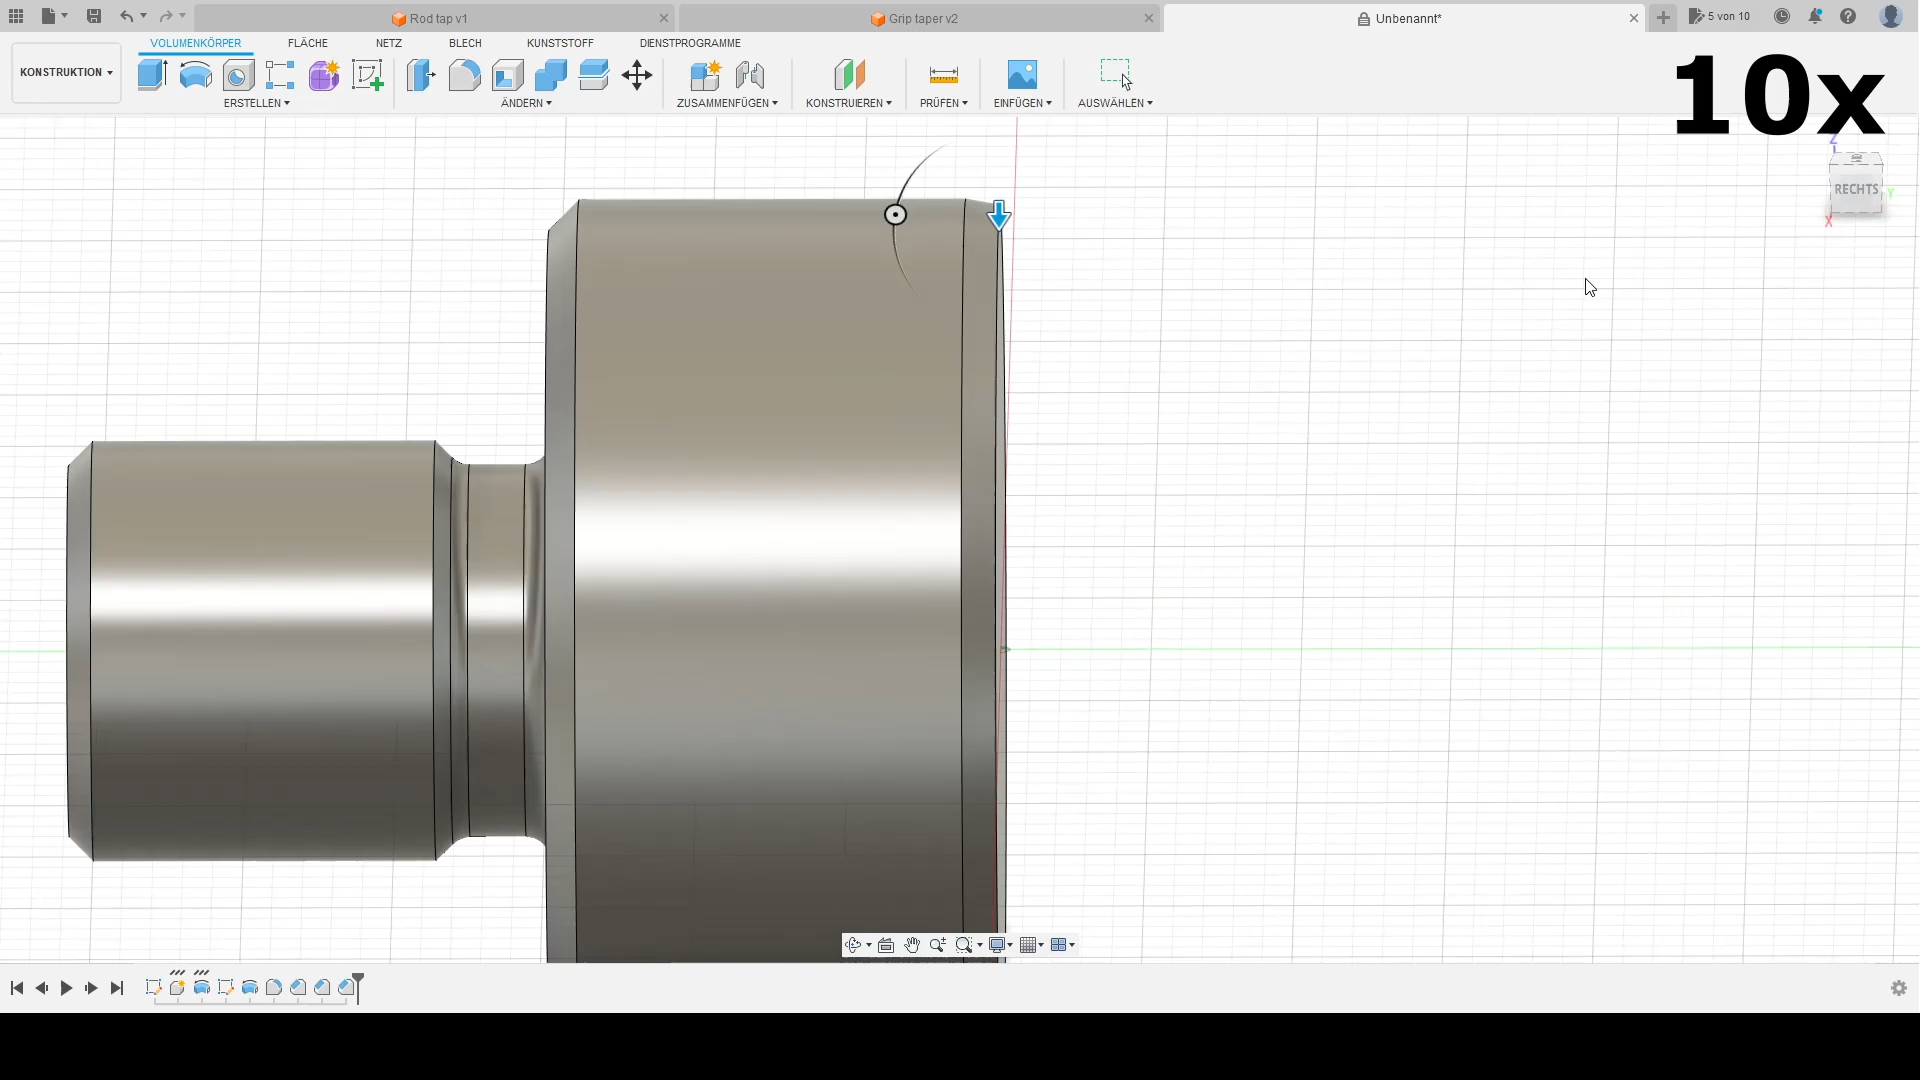 Rod tap v1
Grip taper v2
Unbenannt*
5 von 10
VOLUMENKÖRPER
FLÄCHE
NETZ
BLECH
KUNSTSTOFF
DIENSTPROGRAMME
KONSTRUKTION
ERSTELLEN
ÄNDERN
ZUSAMMENFÜGEN
KONSTRUIEREN
PRÜFEN
EINFÜGEN
AUSWÄHLEN
10x
Z
RECHTS
Y
X